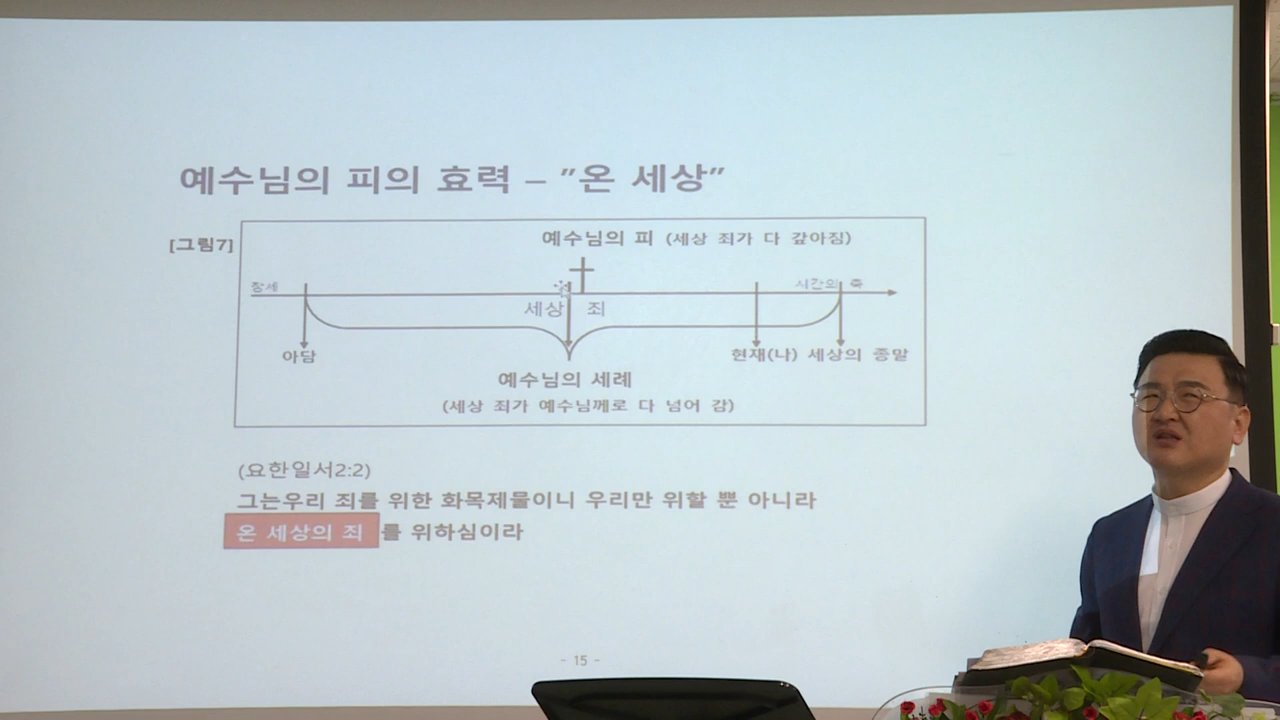 예수님의 피의 효력 – "온 세상"
[그림7]
예수님의 피 (세상 죄가 다 갚아짐)
창세
시간의 축
세상 죄
아담
현재(나) 세상의 종말
예수님의 세례
(세상 죄가 예수님께로 다 넘어 감)
(요한일서2:2)
그는우리 죄를 위한 화목제물이니 우리만 위할 뿐 아니라
온 세상의 죄를 위하심이라
- 15 -